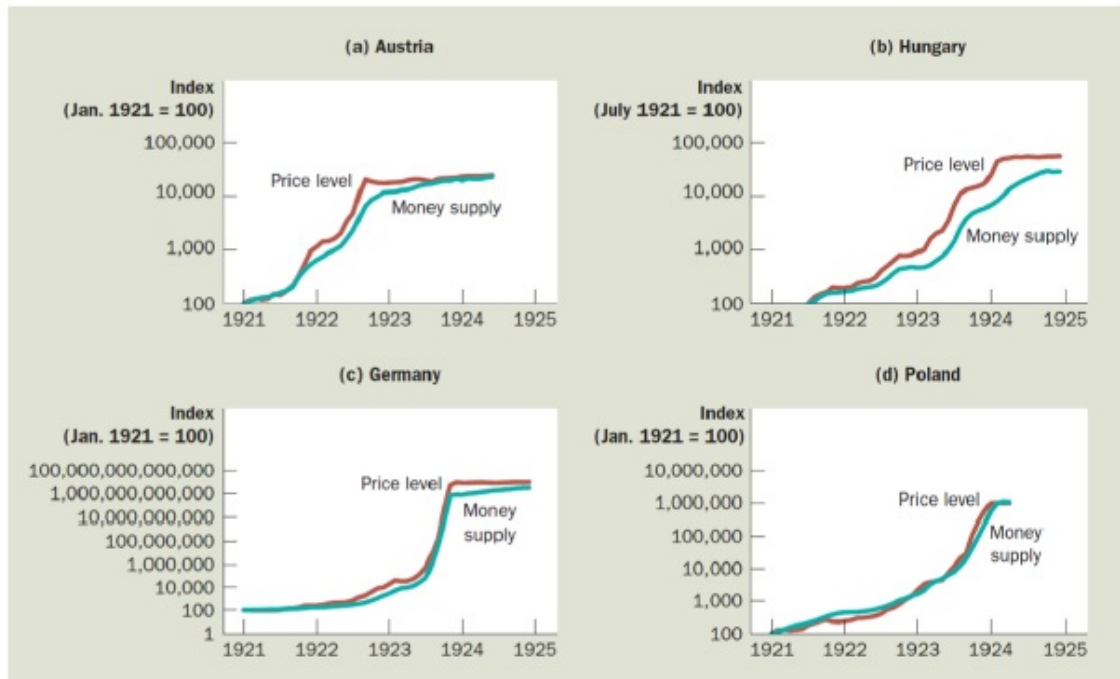 (a) Austria
Index
(Jan. 1921 = 100)
100,000
10,000
1,000
100
Price level
Money supply
1921 1922 1923 1924 1925
(b) Hungary
Index
(July 1921 = 100)
100,000
10,000
1,000
100
Price level
Money supply
1921 1922 1923 1924 1925
(c) Germany
Index
(Jan. 1921 = 100)
100,000,000,000,000
1,000,000,000,000
10,000,000,000
100,000,000
1,000,000
10,000
100
1
Price level
Money
supply
1921 1922 1923 1924 1925
(d) Poland
Index
(Jan. 1921 = 100)
10,000,000
1,000,000
100,000
10,000
1,000
100
Price level
Money
supply
1921 1922 1923 1924 1925